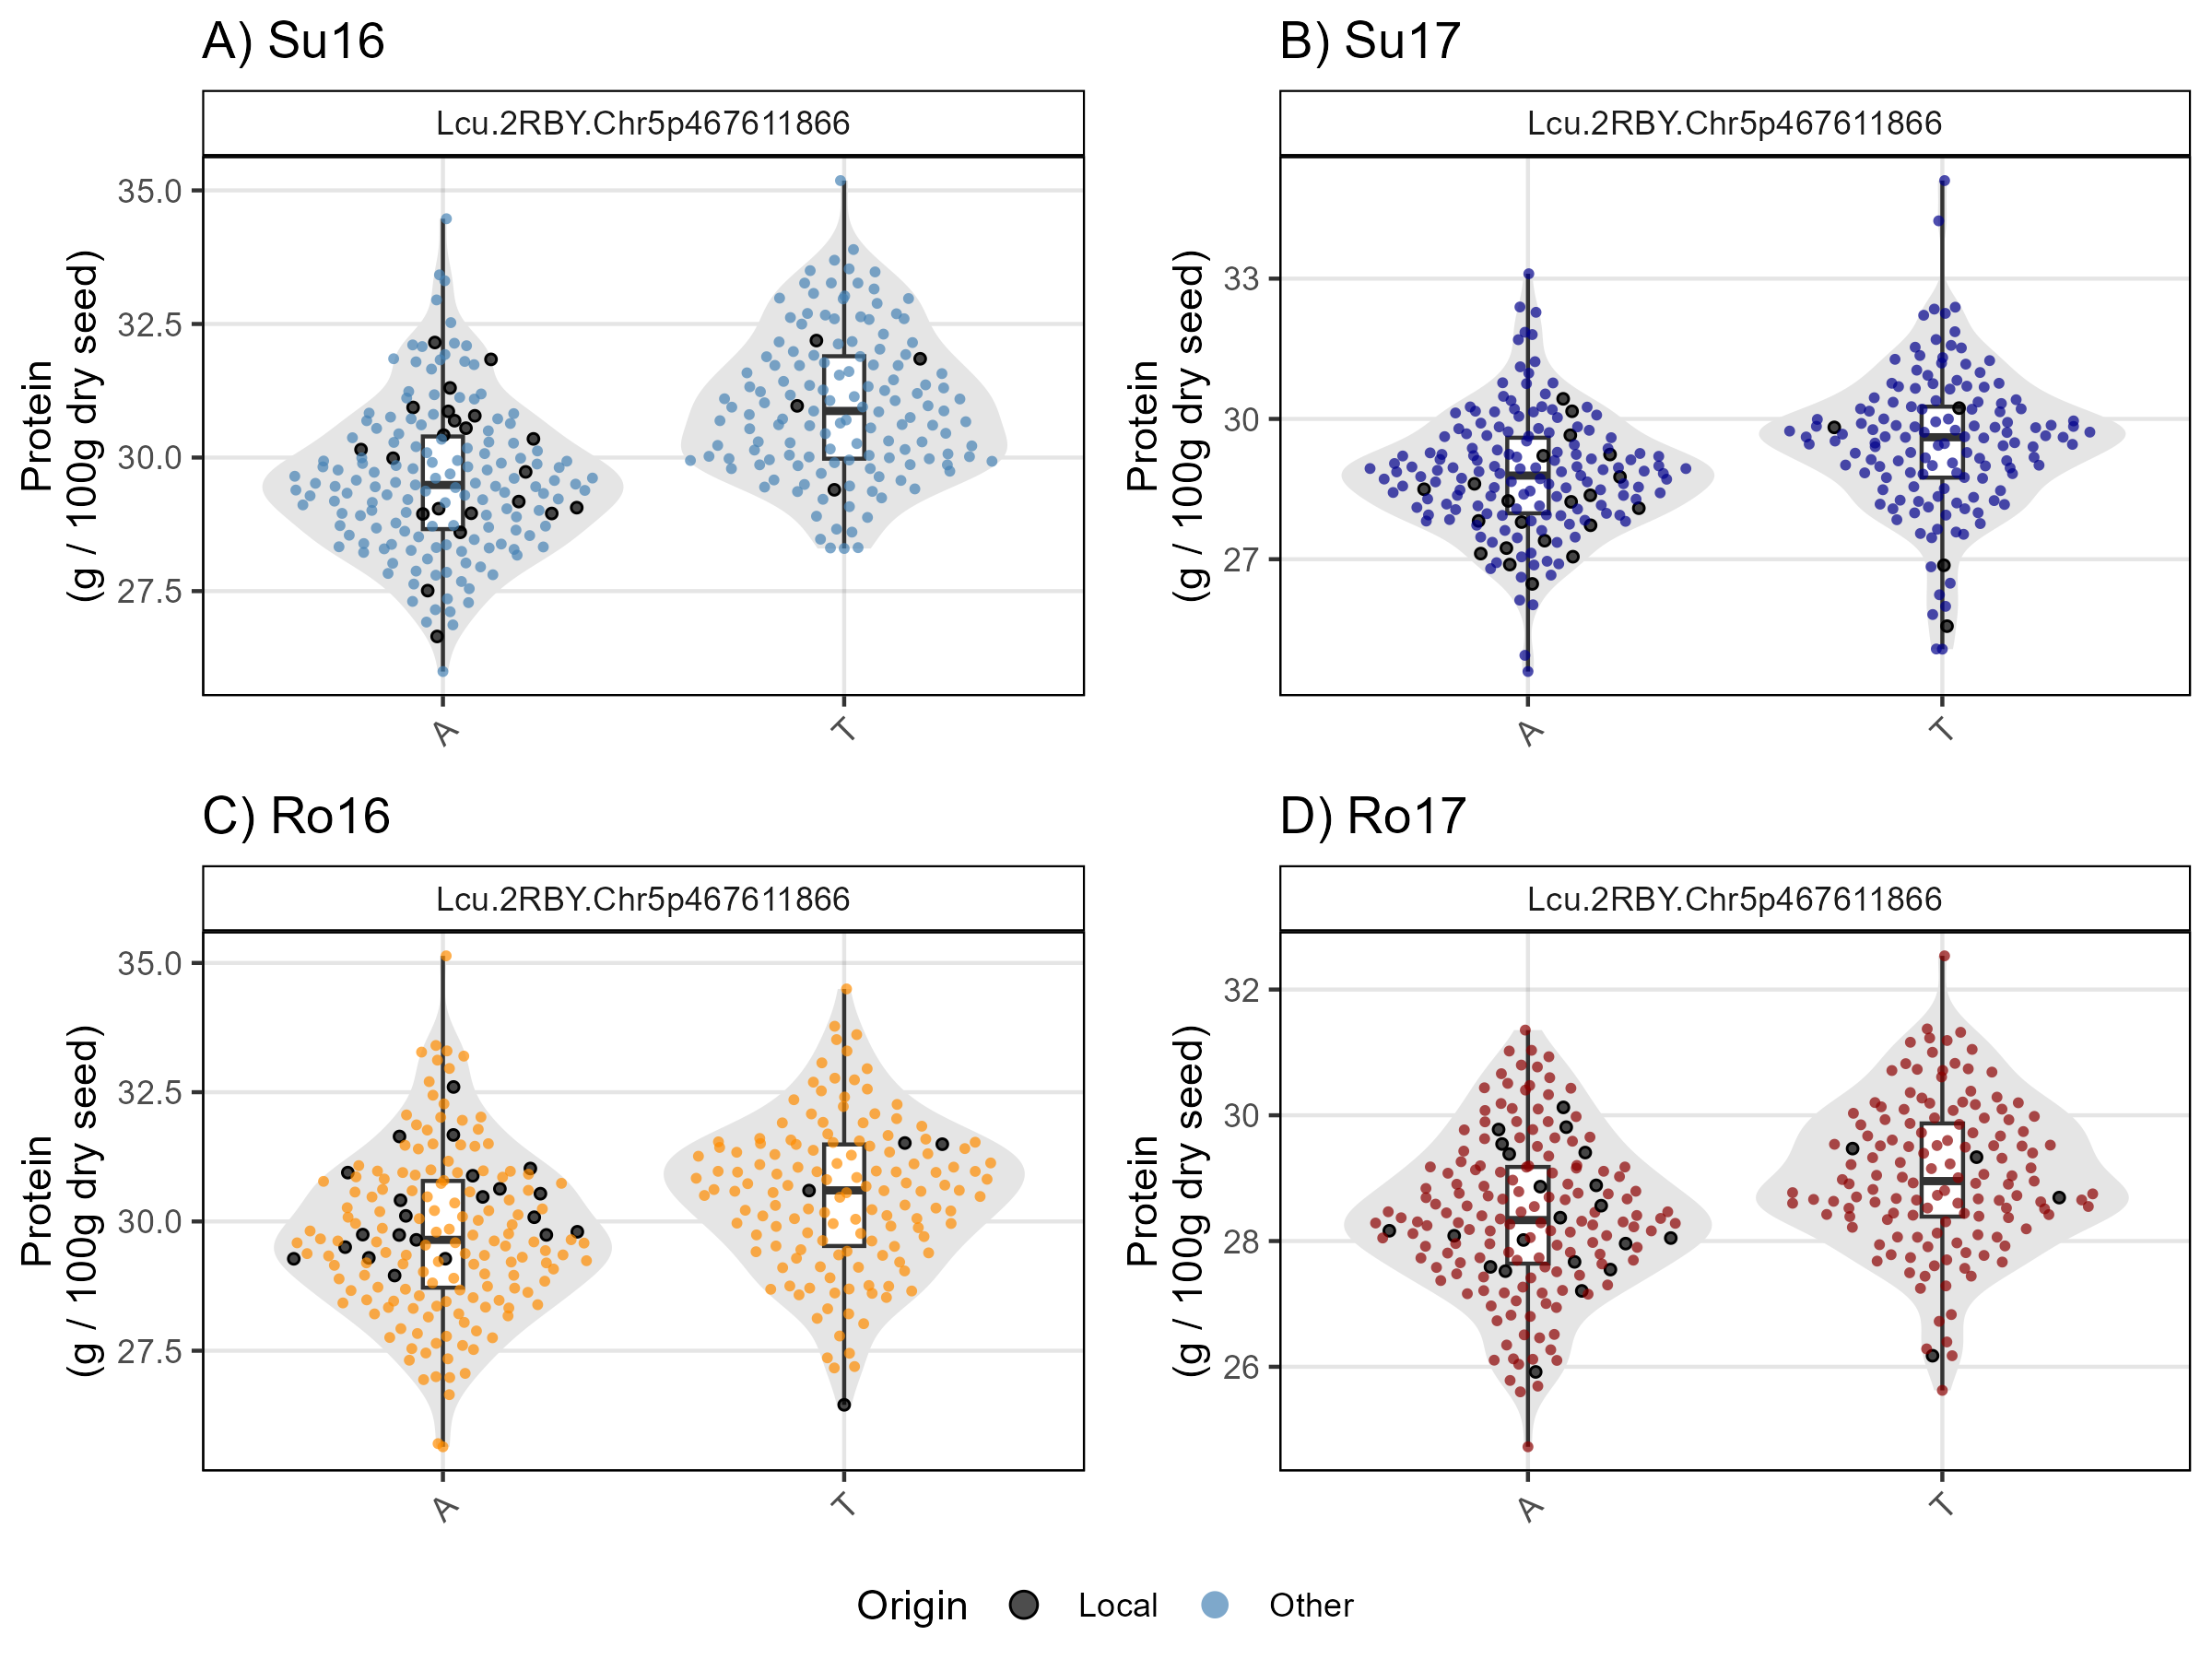 A) Su16
Lcu.2RBY.Chr5p467611866
Protein
(g / 100g dry seed)
35.0
32.5
30.0
27.5
A
T
B) Su17
Lcu.2RBY.Chr5p467611866
Protein
(g / 100g dry seed)
33
30
27
A
T
C) Ro16
Lcu.2RBY.Chr5p467611866
Protein
(g / 100g dry seed)
35.0
32.5
30.0
27.5
A
T
D) Ro17
Lcu.2RBY.Chr5p467611866
Protein
(g / 100g dry seed)
32
30
28
26
A
T
Origin Local Other